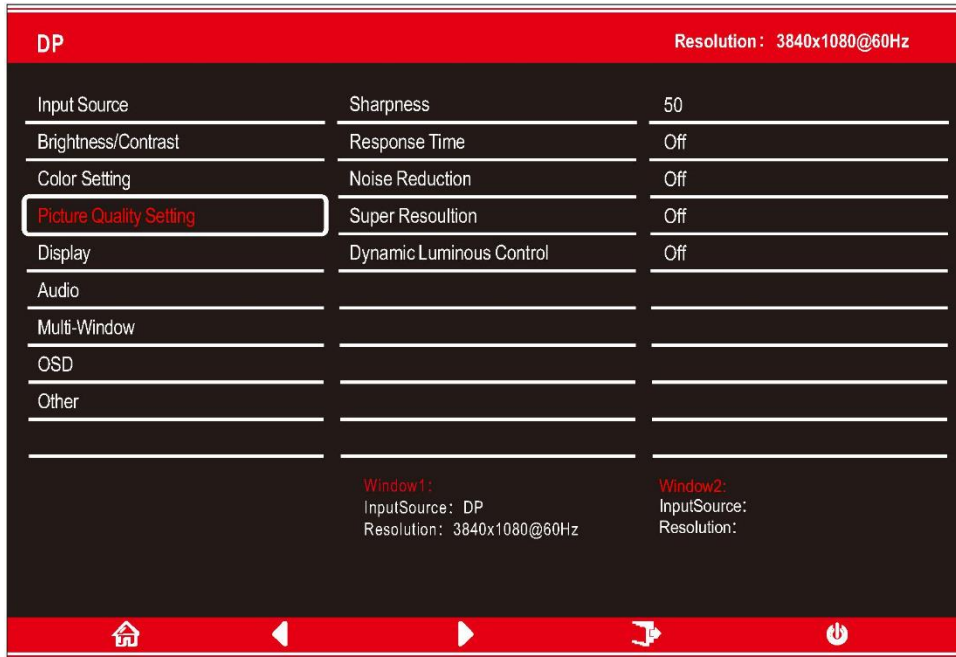 DP Resolution: 3840x1080@60Hz
Input Source Sharpness 50
Brightness/Contrast Response Time Off
Color Setting Noise Reduction Off
Picture Quality Setting Super Resoultion Off
Display Dynamic Luminous Control Off
Audio
Multi-Window
OSD
Other
Window1: Window2:
InputSource: DP InputSource:
Resolution: 3840x1080@60Hz Resolution: